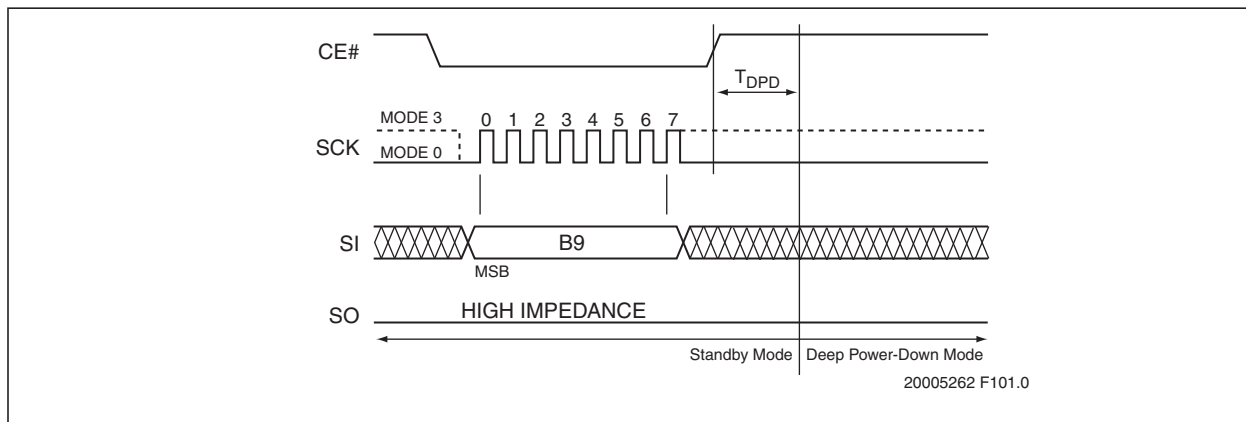 CE#
T_DPD
MODE 3
0 1 2 3 4 5 6 7
SCK
MODE 0
SI
B9
MSB
SO
HIGH IMPEDANCE
Standby Mode
Deep Power-Down Mode
20005262 F101.0